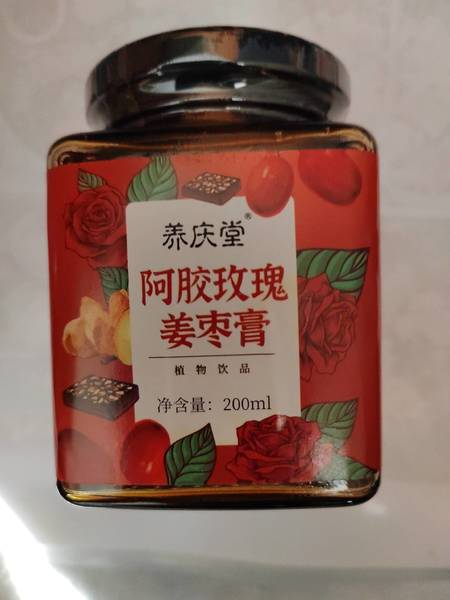 养庆堂®
阿胶玫瑰
姜枣膏
植物饮品
净含量：200ml